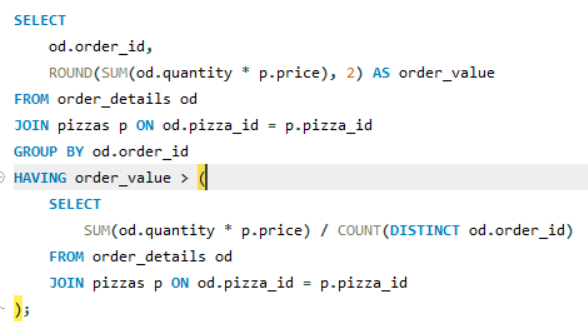 SELECT
od.order_id,
ROUND(SUM(od.quantity * p.price), 2) AS order_value
FROM order_details od
JOIN pizzas p ON od.pizza_id = p.pizza_id
GROUP BY od.order_id
HAVING order_value > (
SELECT
SUM(od.quantity * p.price) / COUNT(DISTINCT od.order_id)
FROM order_details od
JOIN pizzas p ON od.pizza_id = p.pizza_id
);